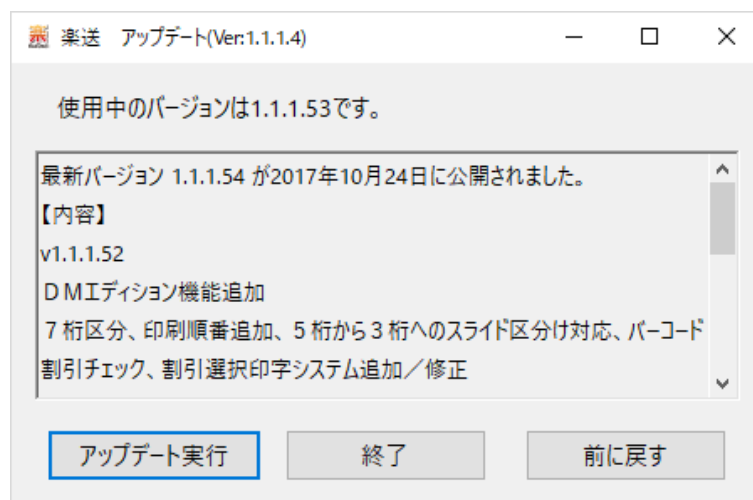 楽送 アップデート(Ver:1.1.1.4)
使用中のバージョンは1.1.1.53です。
最新バージョン 1.1.1.54 が2017年10月24日に公開されました。
【内容】
v1.1.1.52
ＤＭエディション機能追加
７桁区分、印刷順番追加、５桁から３桁へのスライド区分け対応、バーコード
割引チェック、割引選択印字システム追加／修正
アップデート実行
終了
前に戻す